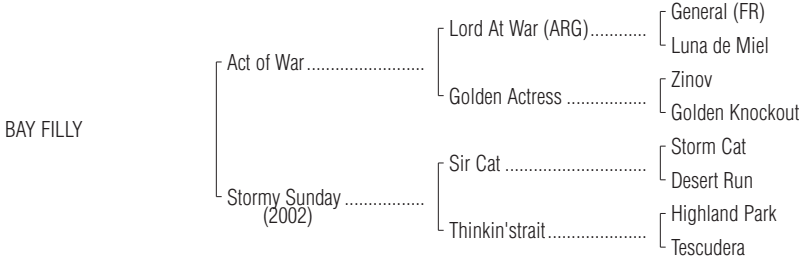 General (FR)
Lord At War (ARG)............
Luna de Miel
Act of War........................
Zinov
Golden Actress ................
Golden Knockout
BAY FILLY
Storm Cat
Sir Cat .............................
Desert Run
Stormy Sunday ................
(2002)
Highland Park
Thinkin'strait....................
Tescudera